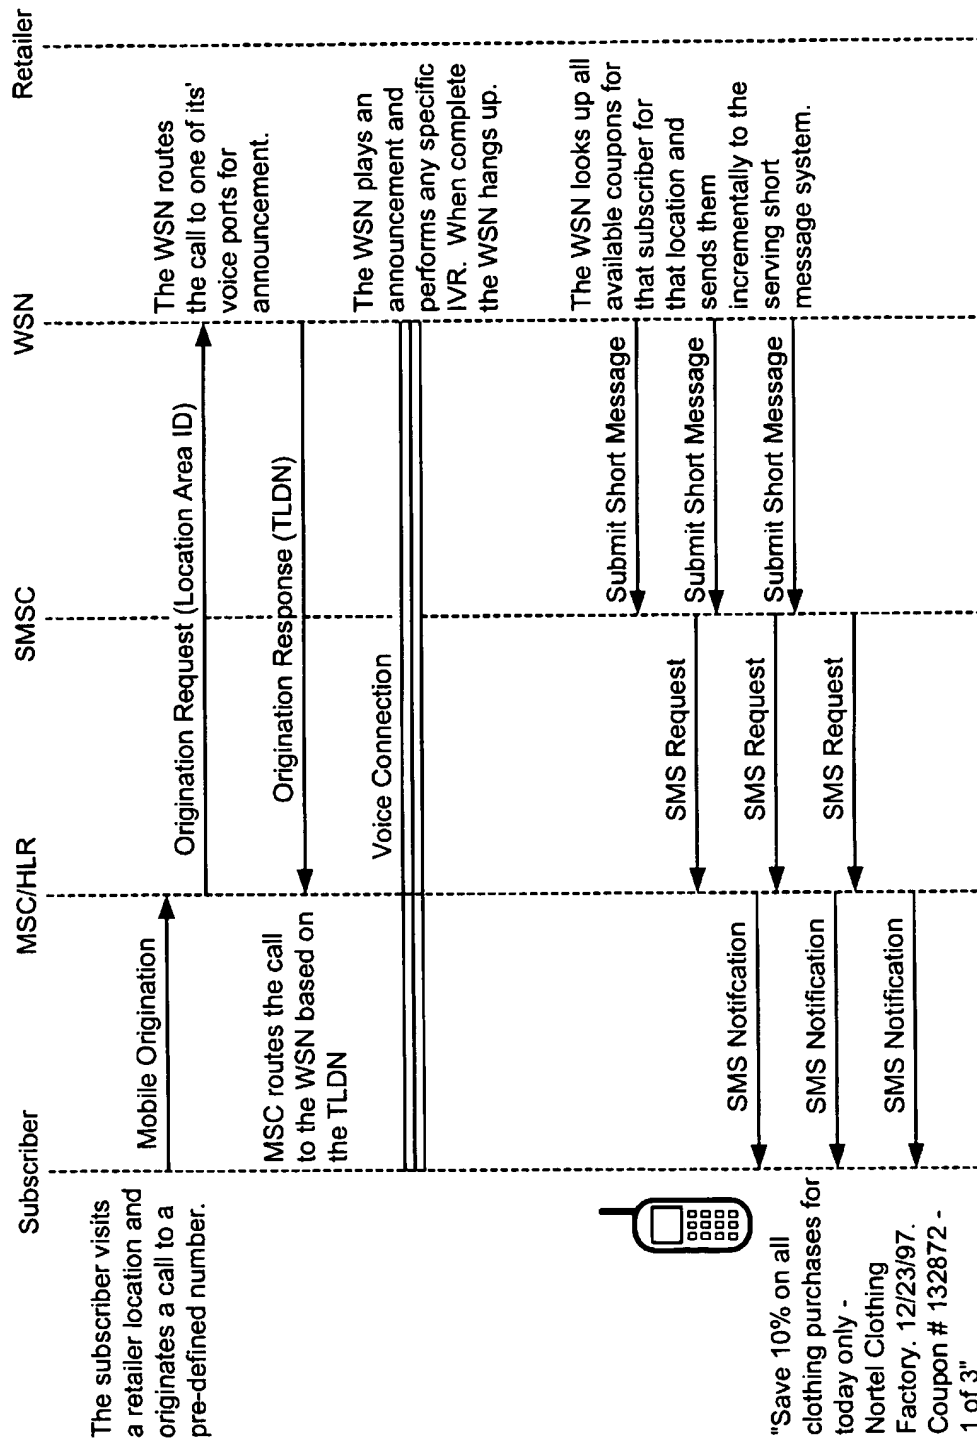 Subscriber
MSC/HLR
SMSC
WSN
Retailer
The subscriber visits
a retailer location and
originates a call to a
pre-defined number.
Mobile Origination
Origination Request (Location Area ID)
The WSN routes
the call to one of its'
voice ports for
announcement.
MSC routes the call
to the WSN based on
the TLDN
Origination Response (TLDN)
Voice Connection
The WSN plays an
announcement and
performs any specific
IVR. When complete
the WSN hangs up.
The WSN looks up all
available coupons for
that subscriber for
that location and
sends them
incrementally to the
serving short
message system.
Submit Short Message
Submit Short Message
Submit Short Message
SMS Request
SMS Request
SMS Request
SMS Notifcation
SMS Notification
SMS Notification
"Save 10% on all
clothing purchases for
today only -
Nortel Clothing
Factory. 12/23/97.
Coupon # 132872 -
1 of 3"